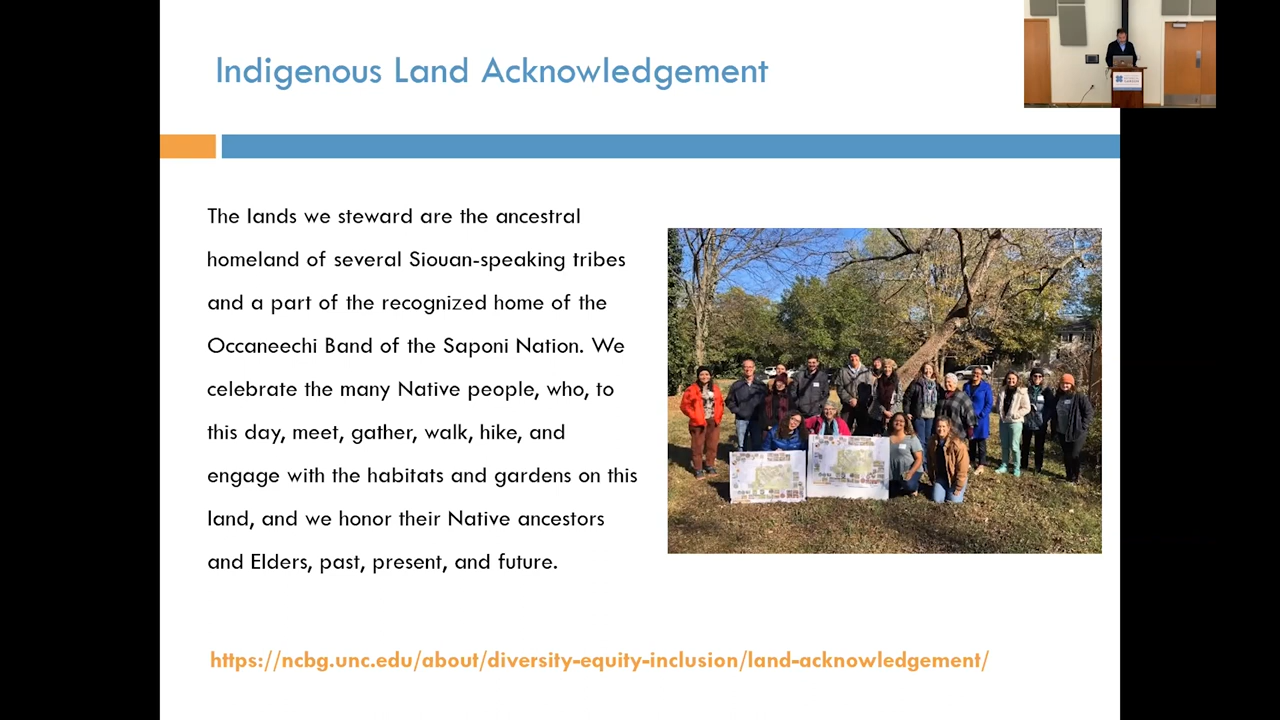 Indigenous Land Acknowledgement
The lands we steward are the ancestral
homeland of several Siouan-speaking tribes
and a part of the recognized home of the
Occaneechi Band of the Saponi Nation. We
celebrate the many Native people, who, to
this day, meet, gather, walk, hike, and
engage with the habitats and gardens on this
land, and we honor their Native ancestors
and Elders, past, present, and future.
https://ncbg.unc.edu/about/diversity-equity-inclusion/land-acknowledgement/